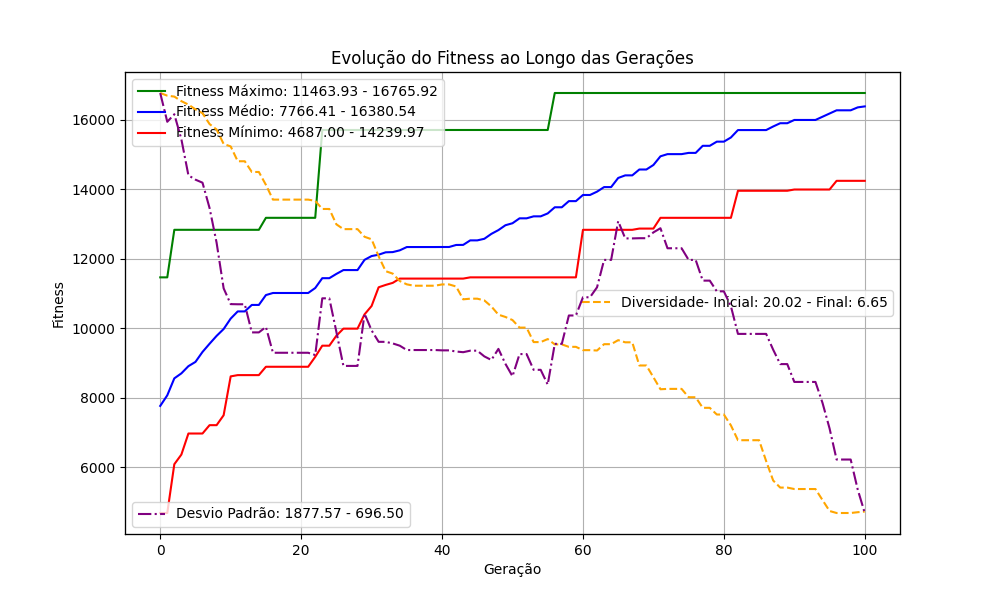 Evolução do Fitness ao Longo das Gerações
Fitness Máximo: 11463.93 - 16765.92
Fitness Médio: 7766.41 - 16380.54
Fitness Mínimo: 4687.00 - 14239.97
16000
14000
12000
10000
8000
6000
Fitness
Diversidade- Inicial: 20.02 - Final: 6.65
Desvio Padrão: 1877.57 - 696.50
0 20 40 60 80 100
Geração